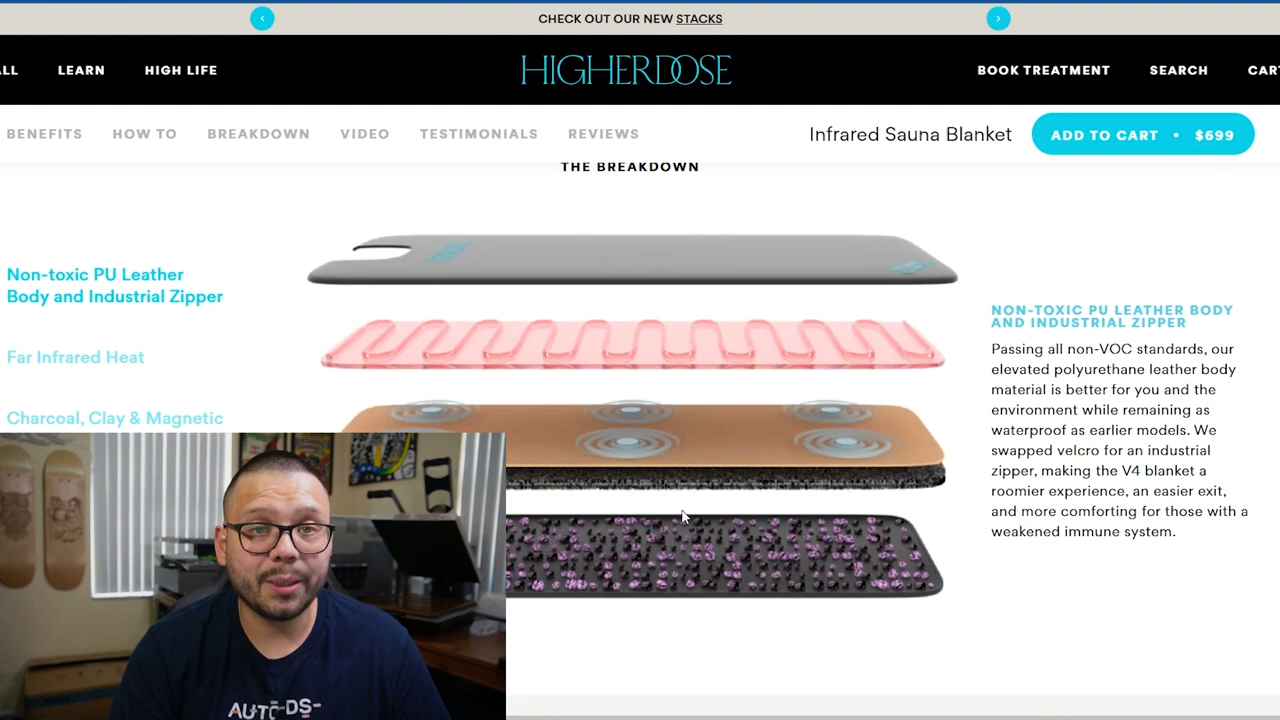 CHECK OUT OUR NEW STACKS
LEARN
HIGH LIFE
HIGHERDOSE
BOOK TREATMENT
SEARCH
BENEFITS
HOW TO
BREAKDOWN
VIDEO
TESTIMONIALS
REVIEWS
Infrared Sauna Blanket
ADD TO CART • $699
THE BREAKDOWN
Non-toxic PU Leather
Body and Industrial Zipper
Far Infrared Heat
Charcoal, Clay & Magnetic
NON-TOXIC PU LEATHER BODY
AND INDUSTRIAL ZIPPER
Passing all non-VOC standards, our
elevated polyurethane leather body
material is better for you and the
environment while remaining as
waterproof as earlier models. We
swapped velcro for an industrial
zipper, making the V4 blanket a
roomier experience, an easier exit,
and more comforting for those with a
weakened immune system.
AUTO-DS-